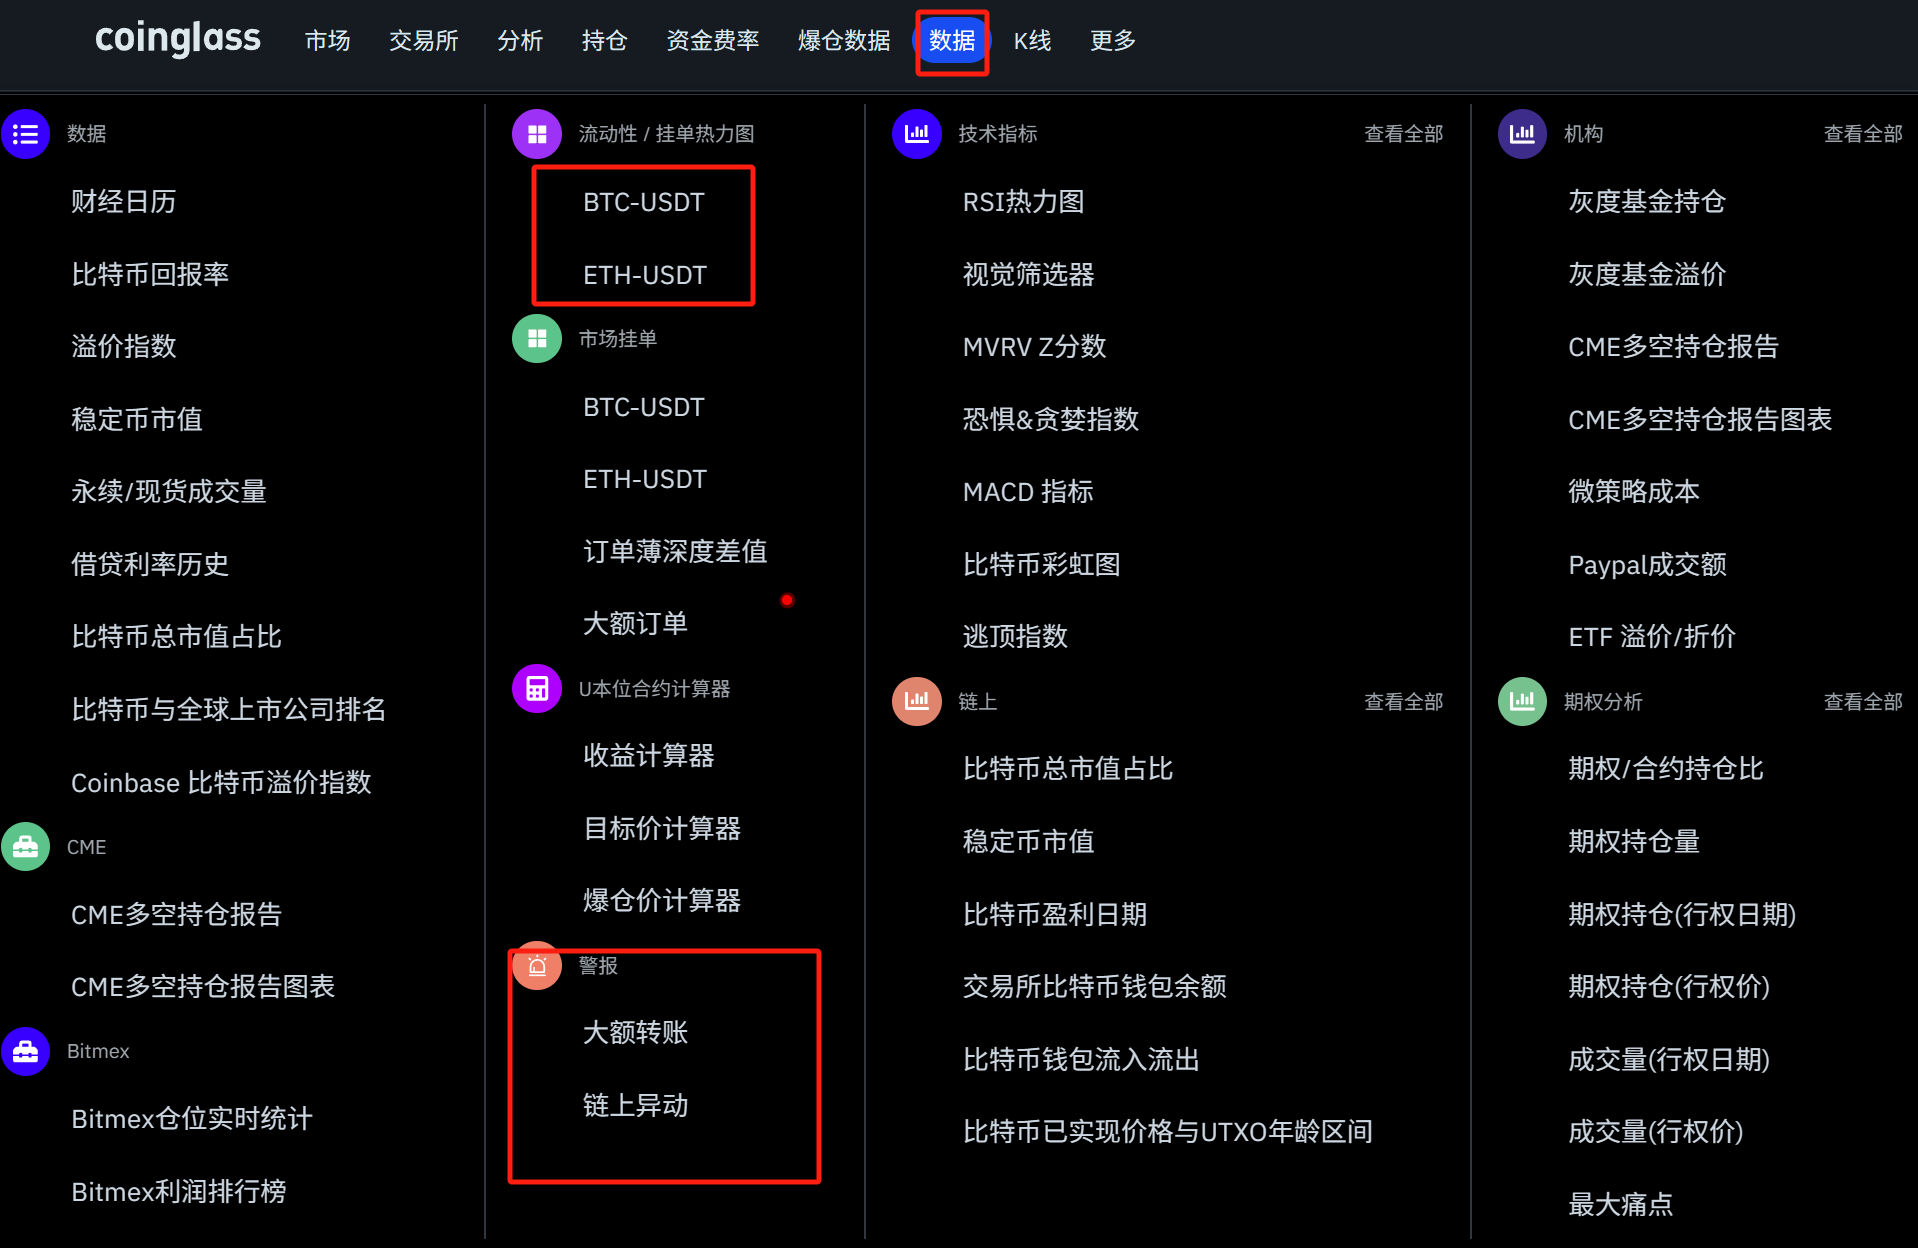 coinglass 市场 交易所 分析 持仓 资金费率 爆仓数据 数据 K线 更多
数据
财经日历
比特币回报率
溢价指数
稳定币市值
永续/现货成交量
借贷利率历史
比特币总市值占比
比特币与全球上市公司排名
Coinbase 比特币溢价指数
CME
CME多空持仓报告
CME多空持仓报告图表
Bitmex
Bitmex仓位实时统计
Bitmex利润排行榜
流动性 / 挂单热力图
BTC-USDT
ETH-USDT
市场挂单
BTC-USDT
ETH-USDT
订单薄深度差值
大额订单
U本位合约计算器
收益计算器
目标价计算器
爆仓价计算器
警报
大额转账
链上异动
技术指标 查看全部
RSI热力图
视觉筛选器
MVRV Z分数
恐惧&贪婪指数
MACD 指标
比特币彩虹图
逃顶指数
链上 查看全部
比特币总市值占比
稳定币市值
比特币盈利日期
交易所比特币钱包余额
比特币钱包流入流出
比特币已实现价格与UTXO年龄区间
机构 查看全部
灰度基金持仓
灰度基金溢价
CME多空持仓报告
CME多空持仓报告图表
微策略成本
Paypal成交额
ETF 溢价/折价
期权分析 查看全部
期权/合约持仓比
期权持仓量
期权持仓(行权日期)
期权持仓(行权价)
成交量(行权日期)
成交量(行权价)
最大痛点